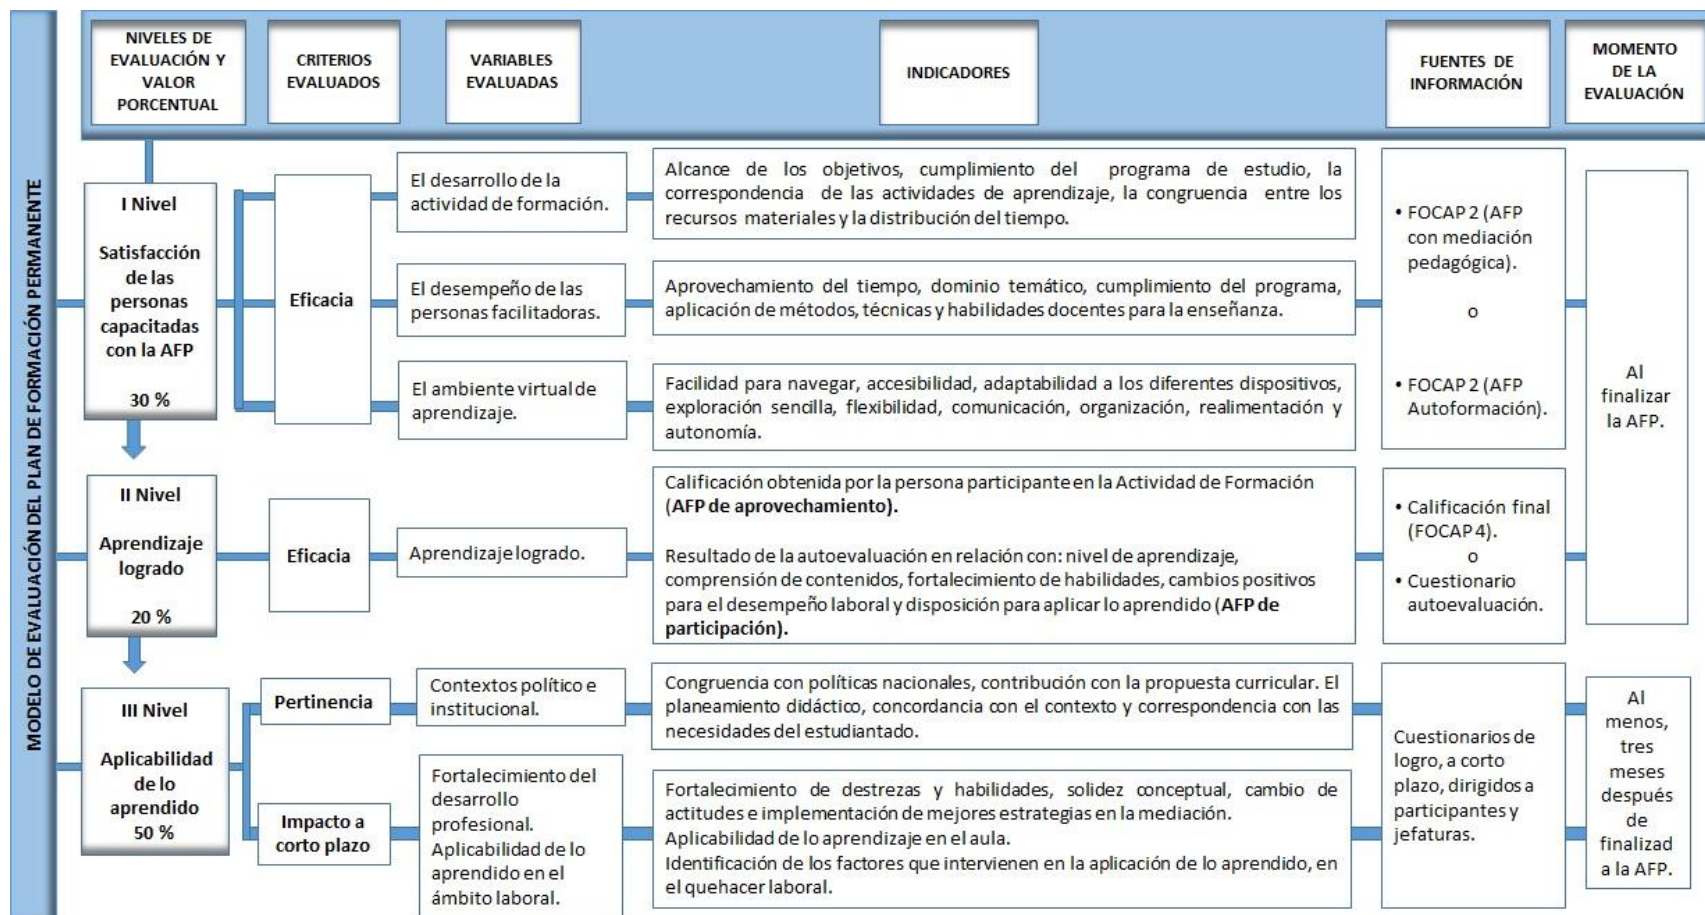 MODELO DE EVALUACIÓN DEL PLAN DE FORMACIÓN PERMANENTE
NIVELES DE
EVALUACIÓN Y
VALOR
PORCENTUAL
CRITERIOS
EVALUADOS
VARIABLES
EVALUADAS
INDICADORES
FUENTES DE
INFORMACIÓN
MOMENTO
DE LA
EVALUACIÓN
I Nivel
Satisfacción
de las
personas
capacitadas
con la AFP
30 %
Eficacia
El desarrollo de la
actividad de formación.
Alcance de los objetivos, cumplimiento del programa de estudio, la
correspondencia de las actividades de aprendizaje, la congruencia entre los
recursos materiales y la distribución del tiempo.
El desempeño de las
personas facilitadoras.
Aprovechamiento del tiempo, dominio temático, cumplimiento del programa,
aplicación de métodos, técnicas y habilidades docentes para la enseñanza.
El ambiente virtual de
aprendizaje.
Facilidad para navegar, accesibilidad, adaptabilidad a los diferentes dispositivos,
exploración sencilla, flexibilidad, comunicación, organización, realimentación y
autonomía.
• FOCAP 2 (AFP
con mediación
pedagógica).
o
• FOCAP 2 (AFP
Autoformación).
Al
finalizar
la AFP.
II Nivel
Aprendizaje
logrado
20 %
Eficacia
Aprendizaje logrado.
Calificación obtenida por la persona participante en la Actividad de Formación
(AFP de aprovechamiento).
Resultado de la autoevaluación en relación con: nivel de aprendizaje,
comprensión de contenidos, fortalecimiento de habilidades, cambios positivos
para el desempeño laboral y disposición para aplicar lo aprendido (AFP de
participación).
• Calificación final
(FOCAP 4).
o
• Cuestionario
autoevaluación.
III Nivel
Aplicabilidad
de lo
aprendido
50 %
Pertinencia
Contextos político e
institucional.
Congruencia con políticas nacionales, contribución con la propuesta curricular. El
planeamiento didáctico, concordancia con el contexto y correspondencia con las
necesidades del estudiantado.
Impacto a
corto plazo
Fortalecimiento del
desarrollo
profesional.
Aplicabilidad de lo
aprendido en el
ámbito laboral.
Fortalecimiento de destrezas y habilidades, solidez conceptual, cambio de
actitudes e implementación de mejores estrategias en la mediación.
Aplicabilidad de lo aprendizaje en el aula.
Identificación de los factores que intervienen en la aplicación de lo aprendido, en
el quehacer laboral.
Cuestionarios de
logro, a corto
plazo, dirigidos a
participantes y
jefaturas.
Al
menos,
tres
meses
después
de
finalizad
a la AFP.